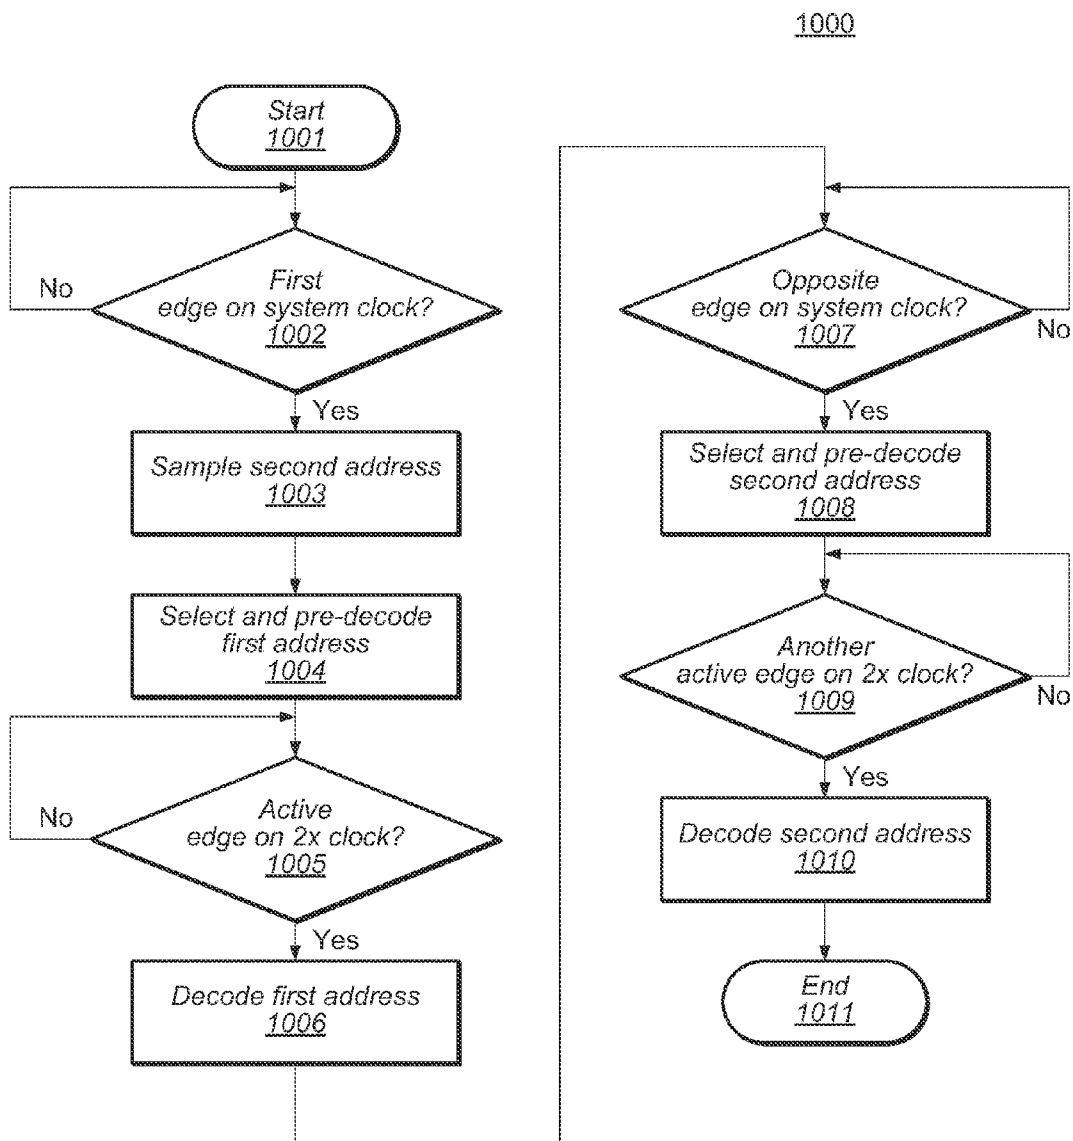 1000
Start
1001
First
edge on system clock?
1002
No
Yes
Sample second address
1003
Select and pre-decode
first address
1004
Active
edge on 2x clock?
1005
No
Yes
Decode first address
1006
Opposite
edge on system clock?
1007
No
Yes
Select and pre-decode
second address
1008
Another
active edge on 2x clock?
1009
No
Yes
Decode second address
1010
End
1011